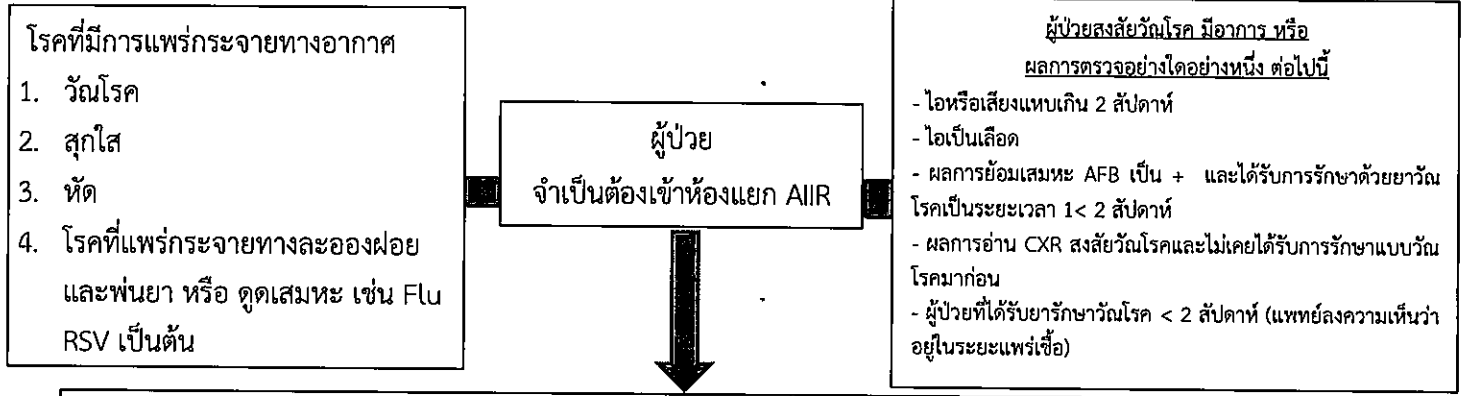 โรคที่มีการแพร่กระจายทางอากาศ
1. วัณโรค
2. สุกใส
3. หัด
4. โรคที่แพร่กระจายทางละอองฝอย
และพ่นยา หรือ ดูดเสมหะ เช่น Flu
RSV เป็นต้น
ผู้ป่วย
จำเป็นต้องเข้าห้องแยก AIIR
ผู้ป่วยสงสัยวัณโรค มีอาการ หรือ
ผลการตรวจอย่างใดอย่างหนึ่ง ต่อไปนี้
- ไอหรือเสียงแหบเกิน 2 สัปดาห์
- ไอเป็นเลือด
- ผลการย้อมเสมหะ AFB เป็น + และได้รับการรักษาด้วยยาวัณ
โรคเป็นระยะเวลา 1< 2 สัปดาห์
- ผลการอ่าน CXR สงสัยวัณโรคและไม่เคยได้รับการรักษาแบบวัณ
โรคมาก่อน
- ผู้ป่วยที่ได้รับยารักษาวัณโรค < 2 สัปดาห์ (แพทย์ลงความเห็นว่า
อยู่ในระยะแพร่เชื้อ)